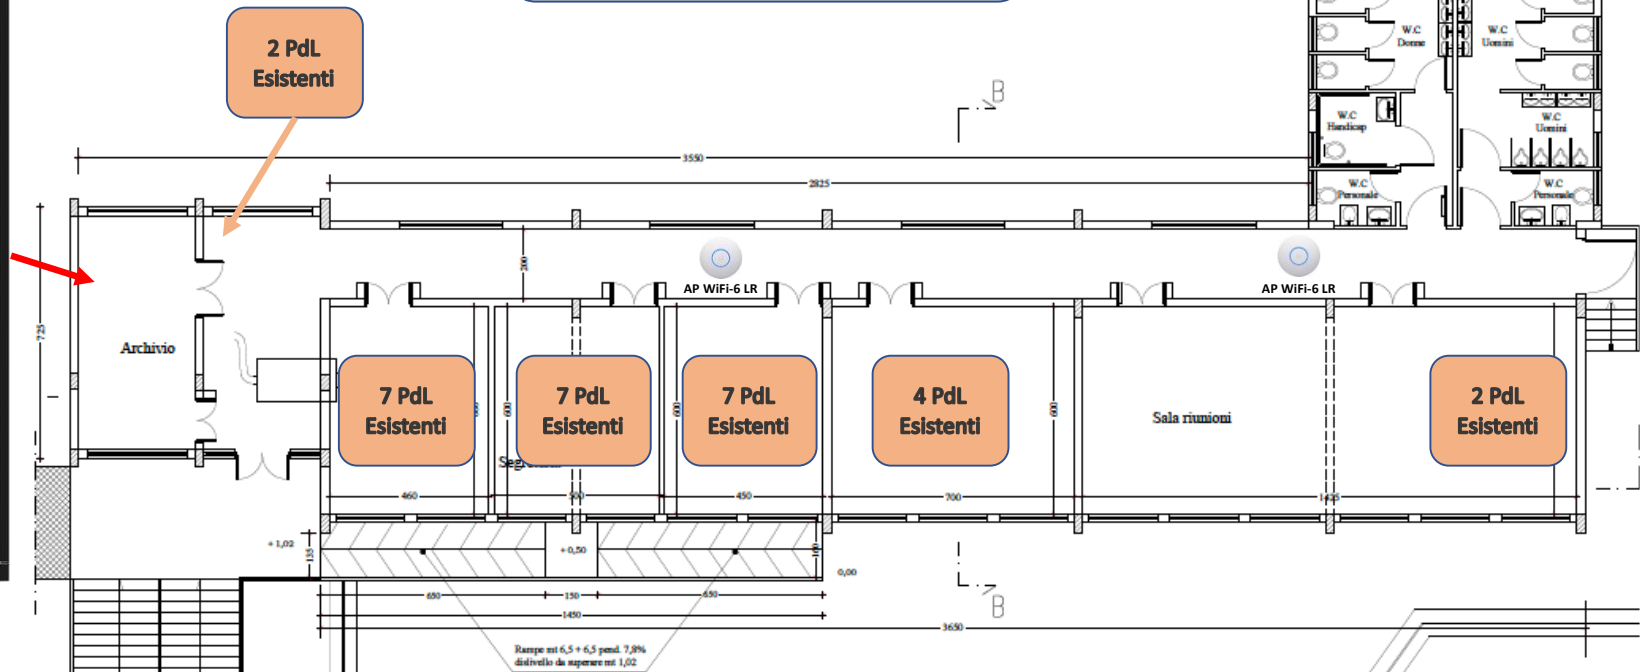 2 PdL
Esistenti
W.C
Donne
W.C
Uomini
W.C
Handicap
W.C
Uomini
W.C
Personale
W.C
Personale
B
3550
2825
200
AP WiFi-6 LR
AP WiFi-6 LR
725
Archivio
7 PdL
Esistenti
7 PdL
Esistenti
7 PdL
Esistenti
4 PdL
Esistenti
2 PdL
Esistenti
600
600
600
Sala riunioni
460
500
450
700
1425
+ 1,02
135
+ 0,50
160
0,00
650
150
650
1450
3650
B
Rampe mt 6,5 + 6,5 pend. 7,8%
dislivello da superare mt 1,02